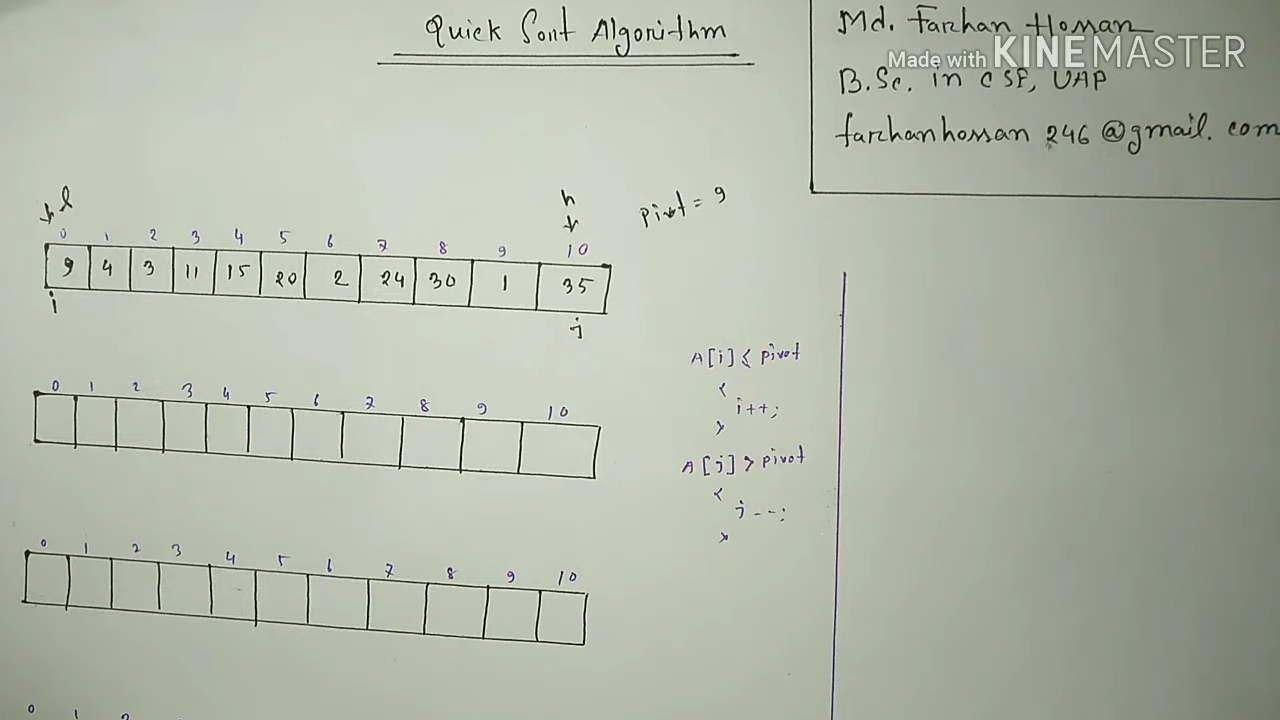 Quick Sort Algorithm
Md. Farhan Hossan
Made with KINEMASTER
B.Sc. in CSE, UAP
farhanhossan246@gmail.com
l
h
pivot = 9
0 1 2 3 4 5 6 7 8 9 10
9 4 3 11 15 20 2 24 30 1 35
i
j
A[i] ≤ pivot
{
i++;
}
A[j] > pivot
{
j--;
}
0 1 2 3 4 5 6 7 8 9 10
0 1 2 3 4 5 6 7 8 9 10
0 1 2